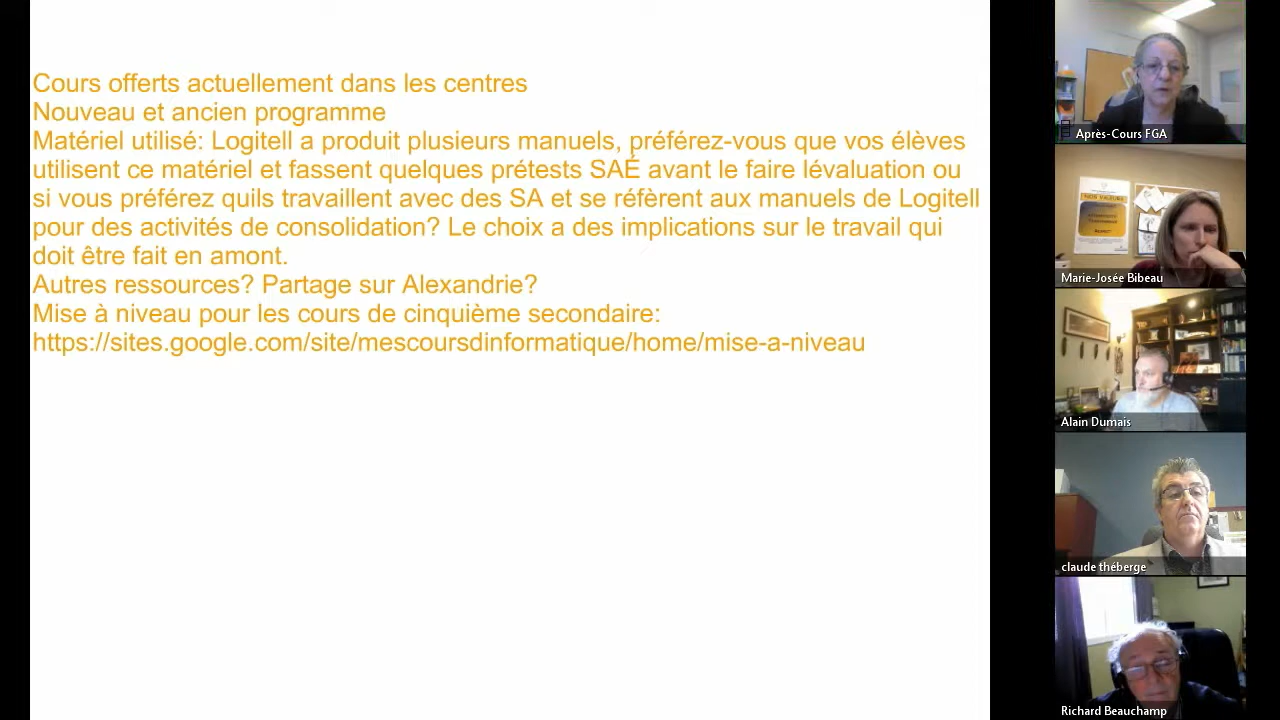 Cours offerts actuellement dans les centres
Nouveau et ancien programme
Matériel utilisé: Logitell a produit plusieurs manuels, préférez-vous que vos élèves
utilisent ce matériel et fassent quelques prétests SAÉ avant le faire lévaluation ou
si vous préférez quils travaillent avec des SA et se réfèrent aux manuels de Logitell
pour des activités de consolidation? Le choix a des implications sur le travail qui
doit être fait en amont.
Autres ressources? Partage sur Alexandrie?
Mise à niveau pour les cours de cinquième secondaire:
https://sites.google.com/site/mescoursdinformatique/home/mise-a-niveau
Après-Cours FGA
NOS VALEURS
Marie-Josée Bibeau
Alain Dumais
claude théberge
Richard Beauchamp